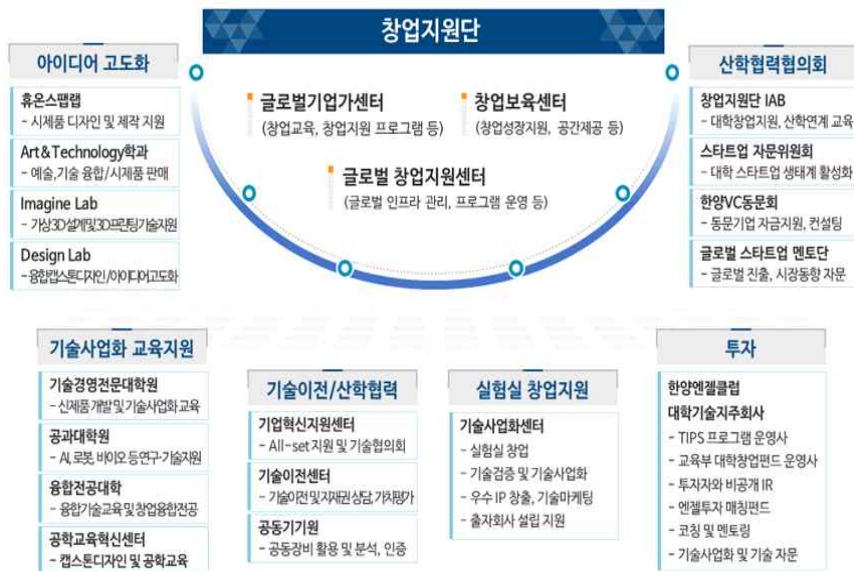 창업지원단
아이디어 고도화
휴온스팹랩
- 시제품 디자인 및 제작 지원
Art & Technology학과
- 예술,기술 융합/시제품 판매
Imagine Lab
- 가상3D설계및3D프린팅기술지원
Design Lab
- 융합캡스톤디자인/아이디어고도화
글로벌기업가센터
(창업교육, 창업지원 프로그램 등)
창업보육센터
(창업성장지원, 공간제공 등)
글로벌 창업지원센터
(글로벌 인프라 관리, 프로그램 운영 등)
산학협력협의회
창업지원단 IAB
- 대학창업지원, 산학연계 교육
스타트업 자문위원회
- 대학 스타트업 생태계 활성화
한양VC동문회
- 동문기업 자금지원, 컨설팅
글로벌 스타트업 멘토단
- 글로벌 진출, 시장동향 자문
기술사업화 교육지원
기술경영전문대학원
- 신제품 개발 및 기술사업화 교육
공과대학원
- AI, 로봇, 바이오 등 연구·기술지원
융합전공대학
- 융합기술교육 및 창업융합전공
공학교육혁신센터
- 캡스톤디자인 및 공학교육
기술이전/산학협력
기업혁신지원센터
- All-set 지원 및 기술협의회
기술이전센터
- 기술이전 및 지재권 상담, 가치평가
공동기기원
- 공동장비 활용 및 분석, 인증
실험실 창업지원
기술사업화센터
- 실험실 창업
- 기술검증 및 기술사업화
- 우수 IP 창출, 기술마케팅
- 출자회사 설립 지원
투자
한양엔젤클럽
대학기술지주회사
- TIPS 프로그램 운영사
- 교육부 대학창업펀드 운영사
- 투자자와 비공개 IR
- 엔젤투자 매칭펀드
- 코칭 및 멘토링
- 기술사업화 및 기술 자문